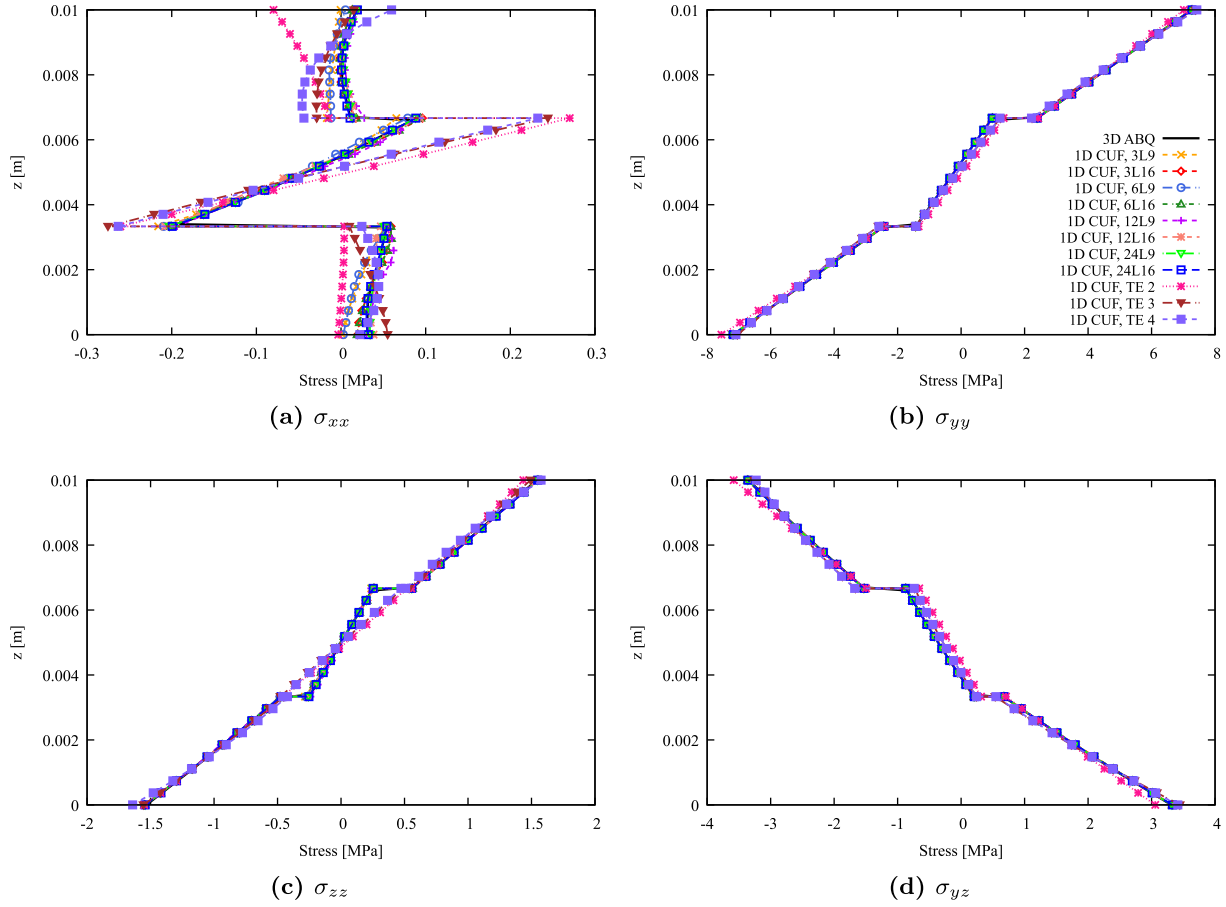 0.01
0.008
0.006
0.004
0.002
0
z [m]
-0.3 -0.2 -0.1 0 0.1 0.2 0.3
Stress [MPa]
(a) σxx
0.01
0.008
0.006
0.004
0.002
0
z [m]
3D ABQ
1D CUF, 3L9
1D CUF, 3L16
1D CUF, 6L9
1D CUF, 6L16
1D CUF, 12L9
1D CUF, 12L16
1D CUF, 24L9
1D CUF, 24L16
1D CUF, TE 2
1D CUF, TE 3
1D CUF, TE 4
-8 -6 -4 -2 0 2 4 6 8
Stress [MPa]
(b) σyy
0.01
0.008
0.006
0.004
0.002
0
z [m]
-2 -1.5 -1 -0.5 0 0.5 1 1.5 2
Stress [MPa]
(c) σzz
0.01
0.008
0.006
0.004
0.002
0
z [m]
-4 -3 -2 -1 0 1 2 3 4
Stress [MPa]
(d) σyz